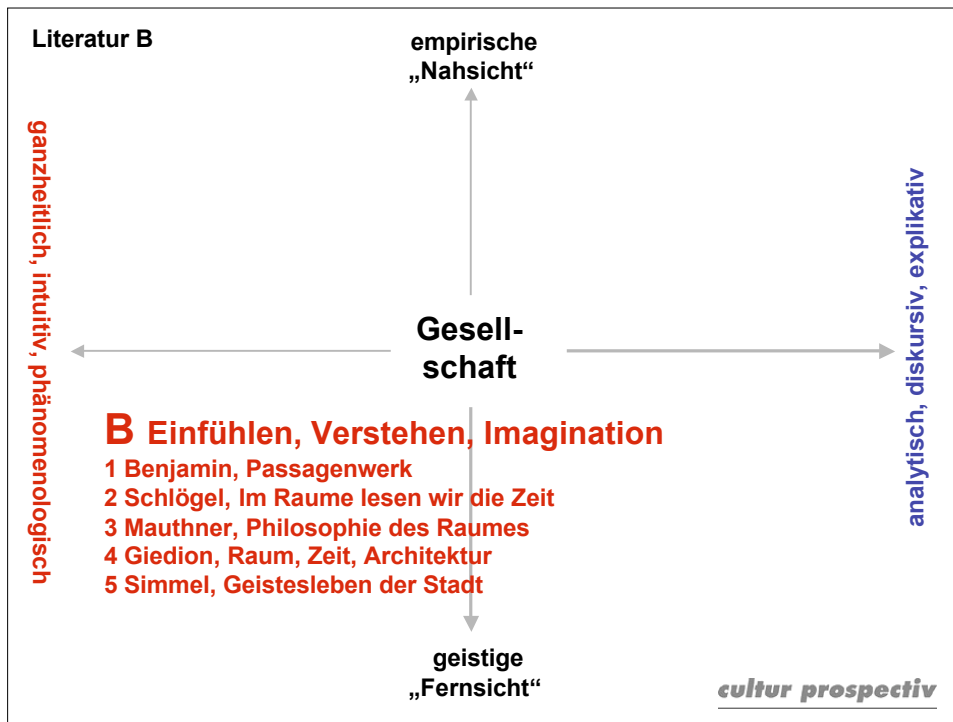 Literatur B
empirische
„Nahsicht“
ganzheitlich, intuitiv, phänomenologisch
analytisch, diskursiv, explikativ
Gesell-
schaft
B Einfühlen, Verstehen, Imagination
1 Benjamin, Passagenwerk
2 Schlögel, Im Raume lesen wir die Zeit
3 Mauthner, Philosophie des Raumes
4 Giedion, Raum, Zeit, Architektur
5 Simmel, Geistesleben der Stadt
geistige
„Fernsicht“
cultur prospectiv